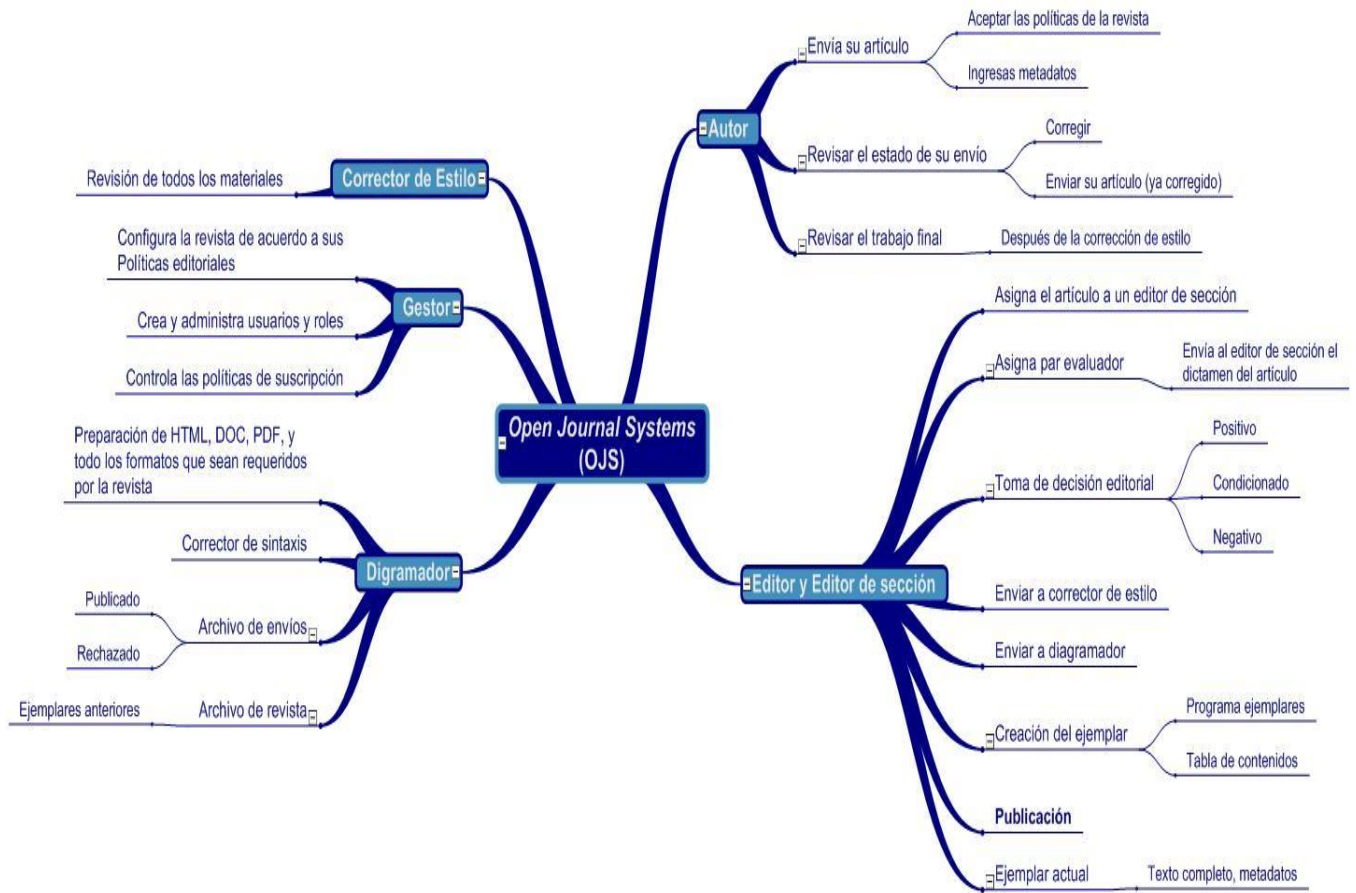 Open Journal Systems
(OJS)
Autor
Envía su artículo
Aceptar las políticas de la revista
Ingresas metadatos
Revisar el estado de su envío
Corregir
Enviar su artículo (ya corregido)
Revisar el trabajo final
Después de la corrección de estilo
Editor y Editor de sección
Asigna el artículo a un editor de sección
Asigna par evaluador
Envía al editor de sección el
dictamen del artículo
Toma de decisión editorial
Positivo
Condicionado
Negativo
Enviar a corrector de estilo
Enviar a diagramador
Creación del ejemplar
Programa ejemplares
Tabla de contenidos
Publicación
Ejemplar actual
Texto completo, metadatos
Corrector de Estilo
Revisión de todos los materiales
Gestor
Configura la revista de acuerdo a sus
Políticas editoriales
Crea y administra usuarios y roles
Controla las políticas de suscripción
Digramador
Preparación de HTML, DOC, PDF, y
todo los formatos que sean requeridos
por la revista
Corrector de sintaxis
Archivo de envíos
Publicado
Rechazado
Archivo de revista
Ejemplares anteriores